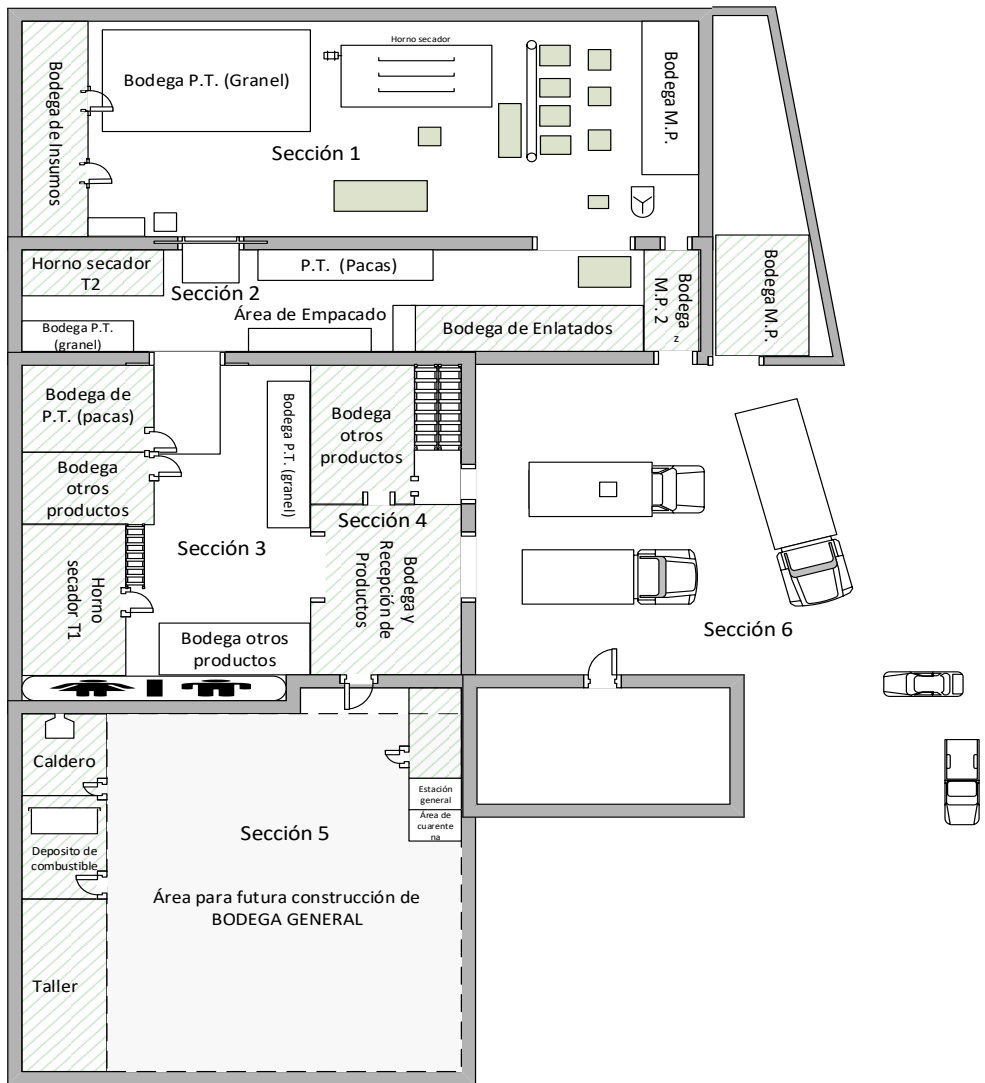 Horno secador
Bodega P.T. (Granel)
Bodega de Insumos
Bodega M.P.
Sección 1
Horno secador
T2
P.T. (Pacas)
Sección 2
Bodega
M.P. 2
z
Bodega M.P.
Área de Empacado
Bodega P.T.
(granel)
Bodega de Enlatados
Bodega de
P.T. (pacas)
Bodega P.T.
(granel)
Bodega
otros
productos
Bodega
otros
productos
Sección 4
Sección 3
Bodega y
Recepción de
Productos
Horno
secador T1
Bodega otros
productos
Sección 6
Caldero
Estación
general
Área de
cuarente
na
Sección 5
Deposito de
combustible
Área para futura construcción de
BODEGA GENERAL
Taller